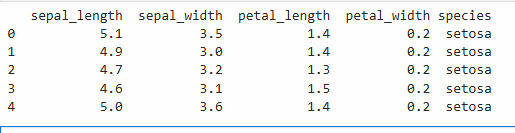 sepal_length sepal_width petal_length petal_width species
0 5.1 3.5 1.4 0.2 setosa
1 4.9 3.0 1.4 0.2 setosa
2 4.7 3.2 1.3 0.2 setosa
3 4.6 3.1 1.5 0.2 setosa
4 5.0 3.6 1.4 0.2 setosa